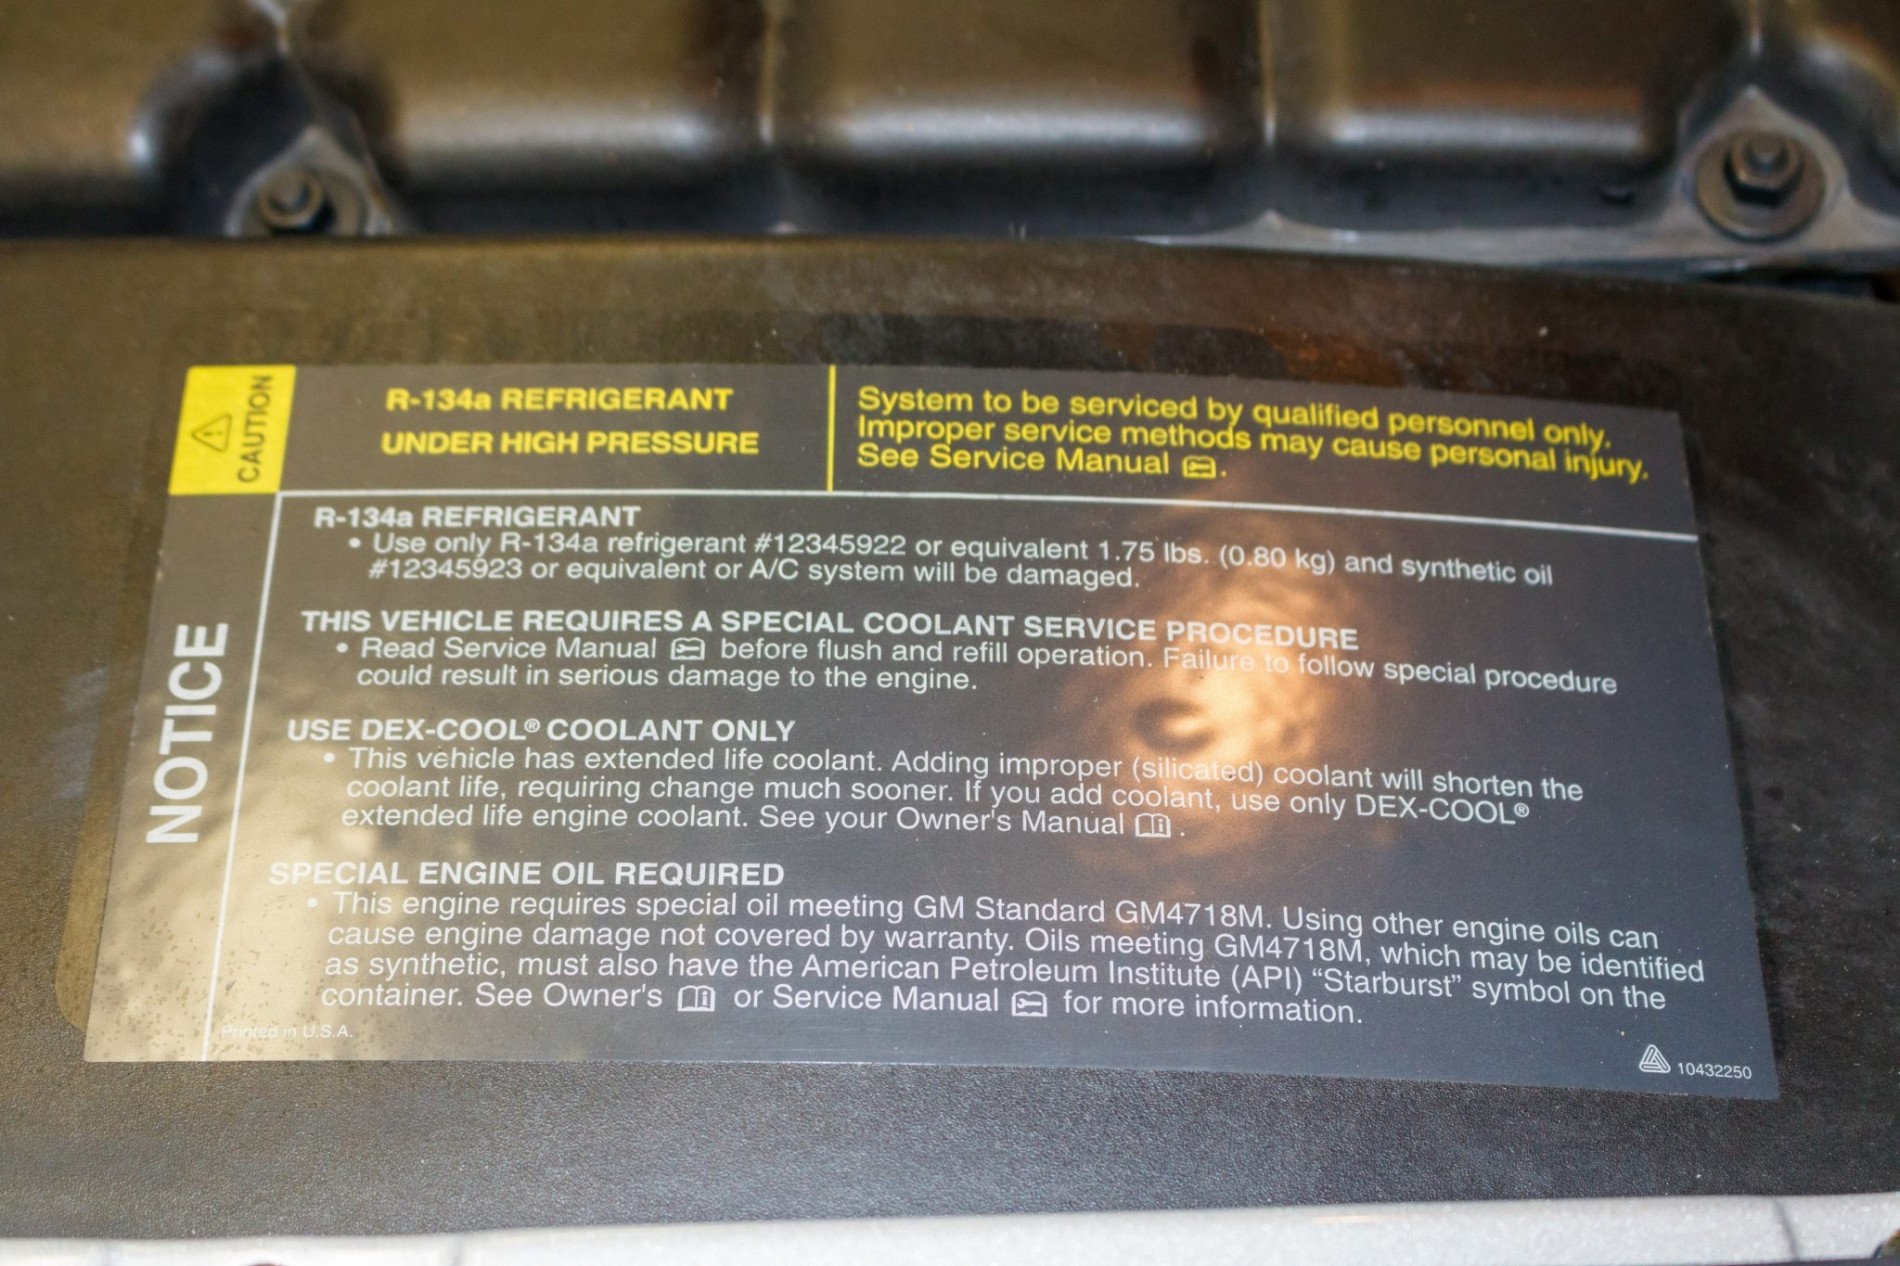 CAUTION
R-134a REFRIGERANT
UNDER HIGH PRESSURE
System to be serviced by qualified personnel only.
Improper service methods may cause personal injury.
See Service Manual .
NOTICE
R-134a REFRIGERANT
• Use only R-134a refrigerant #12345922 or equivalent 1.75 lbs. (0.80 kg) and synthetic oil
#12345923 or equivalent or A/C system will be damaged.
THIS VEHICLE REQUIRES A SPECIAL COOLANT SERVICE PROCEDURE
• Read Service Manual before flush and refill operation. Failure to follow special procedure
could result in serious damage to the engine.
USE DEX-COOL® COOLANT ONLY
• This vehicle has extended life coolant. Adding improper (silicated) coolant will shorten the
coolant life, requiring change much sooner. If you add coolant, use only DEX-COOL®
extended life engine coolant. See your Owner's Manual .
SPECIAL ENGINE OIL REQUIRED
• This engine requires special oil meeting GM Standard GM4718M. Using other engine oils can
cause engine damage not covered by warranty. Oils meeting GM4718M, which may be identified
as synthetic, must also have the American Petroleum Institute (API) “Starburst” symbol on the
container. See Owner's or Service Manual for more information.
Printed in U.S.A.
10432250